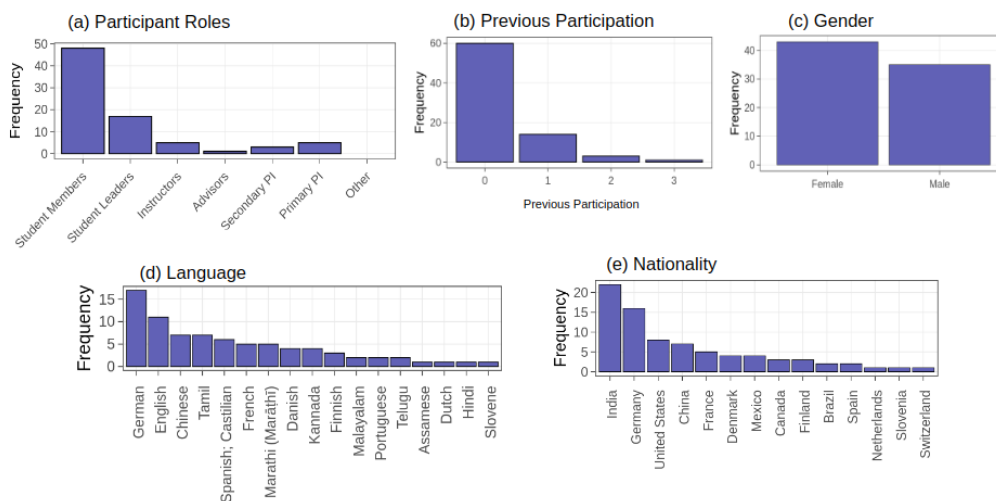 (a) Participant Roles
Frequency
50
40
30
20
10
0
Student Members
Student Leaders
Instructors
Advisors
Secondary PI
Primary PI
Other
(b) Previous Participation
Frequency
60
40
20
0
0 1 2 3
Previous Participation
(c) Gender
Frequency
40
30
20
10
0
Female Male
(d) Language
Frequency
15
10
5
0
German
English
Chinese
Tamil
Spanish; Castilian
French
Marathi (Marāṭhī)
Danish
Kannada
Finnish
Malayalam
Portuguese
Telugu
Assamese
Dutch
Hindi
Slovene
(e) Nationality
Frequency
20
15
10
5
0
India
Germany
United States
China
France
Denmark
Mexico
Canada
Finland
Brazil
Spain
Netherlands
Slovenia
Switzerland